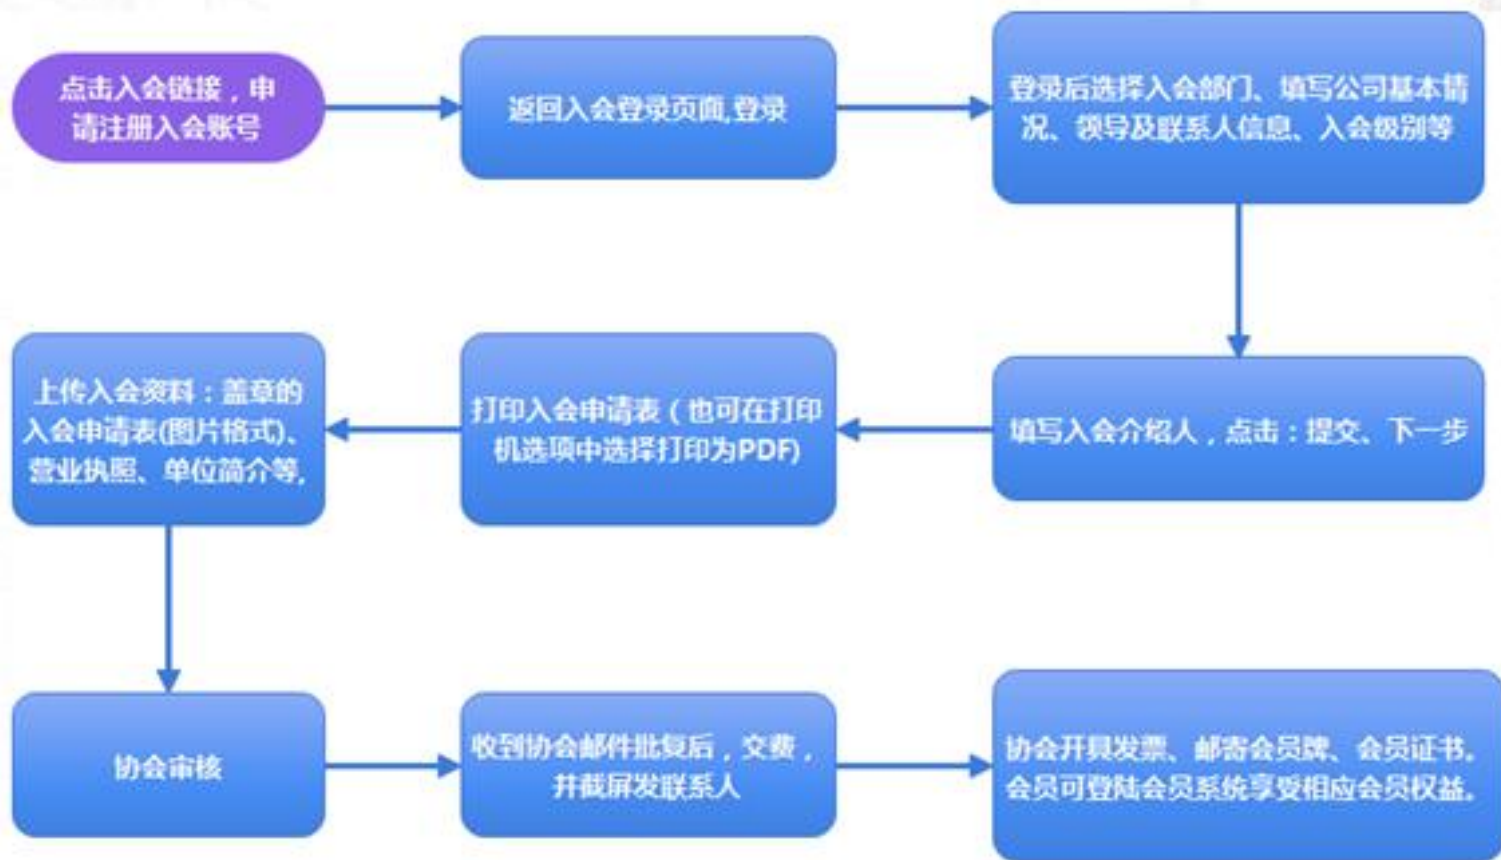 点击入会链接，申
请注册入会账号
返回入会登录页面,登录
登录后选择入会部门、填写公司基本情
况、领导及联系人信息、入会级别等
填写入会介绍人，点击：提交、下一步
打印入会申请表（也可在打印
机选项中选择打印为PDF)
上传入会资料：盖章的
入会申请表(图片格式)、
营业执照、单位简介等,
协会审核
收到协会邮件批复后，交费，
并截屏发联系人
协会开具发票、邮寄会员牌、会员证书。
会员可登陆会员系统享受相应会员权益。